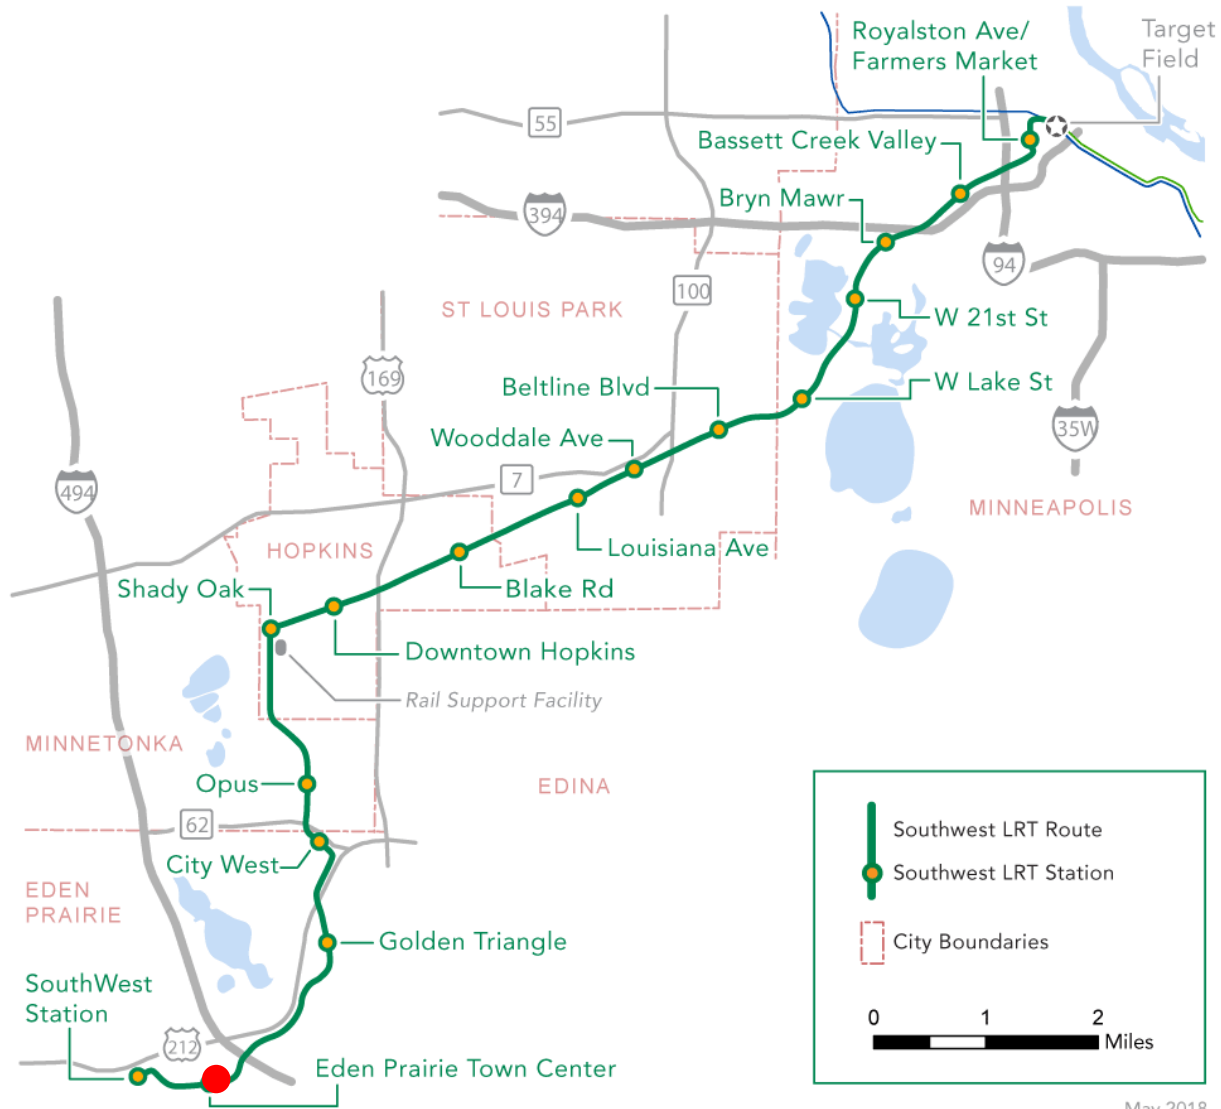 Royalston Ave/
Farmers Market
Target
Field
55
Bassett Creek Valley
Bryn Mawr
394
94
100
ST LOUIS PARK
W 21st St
169
Beltline Blvd
W Lake St
Wooddale Ave
35W
7
494
MINNEAPOLIS
HOPKINS
Louisiana Ave
Shady Oak
Blake Rd
Downtown Hopkins
Rail Support Facility
MINNETONKA
Opus
EDINA
62
City West
Southwest LRT Route
Southwest LRT Station
EDEN
PRAIRIE
Golden Triangle
City Boundaries
SouthWest
Station
0 1 2
Miles
212
Eden Prairie Town Center
May 2018